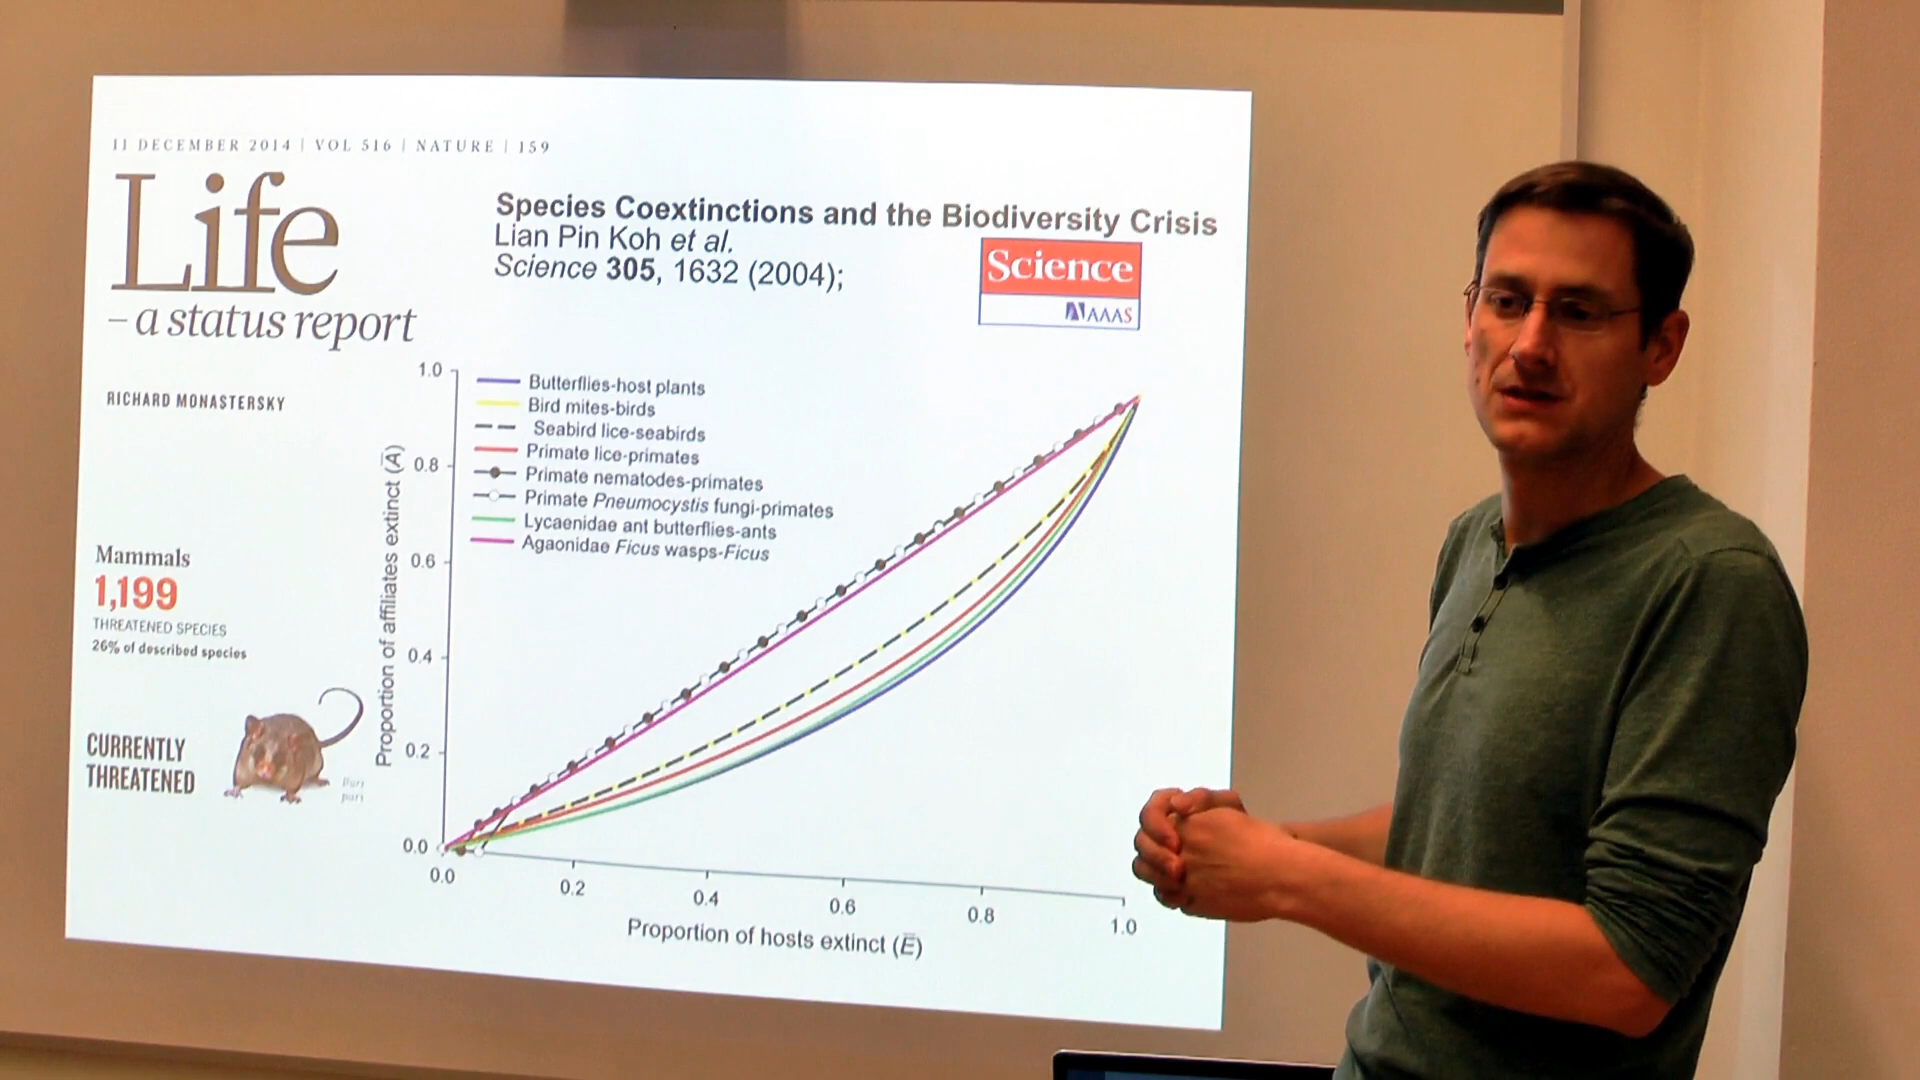 11 DECEMBER 2014 | VOL 516 | NATURE | 159
Life
– a status report
RICHARD MONASTERSKY
Mammals
1,199
THREATENED SPECIES
26% of described species
CURRENTLY
THREATENED
Species Coextinctions and the Biodiversity Crisis
Lian Pin Koh et al.
Science 305, 1632 (2004);
Science
AAAS
Butterflies-host plants
Bird mites-birds
Seabird lice-seabirds
Primate lice-primates
Primate nematodes-primates
Primate Pneumocystis fungi-primates
Lycaenidae ant butterflies-ants
Agaonidae Ficus wasps-Ficus
Proportion of affiliates extinct (A̅)
1.0
0.8
0.6
0.4
0.2
0.0
0.0 0.2 0.4 0.6 0.8 1.0
Proportion of hosts extinct (E̅)